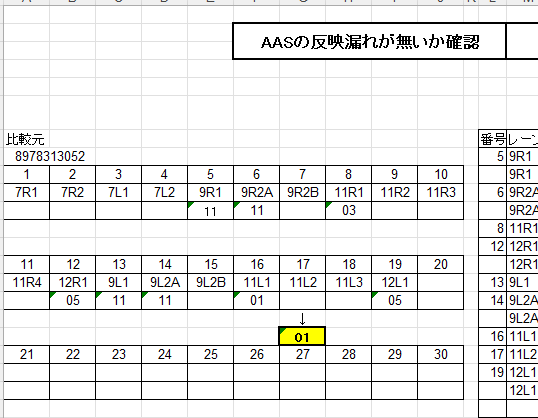 AASの反映漏れが無いか確認
比較元
8978313052
1 2 3 4 5 6 7 8 9 10
7R1 7R2 7L1 7L2 9R1 9R2A 9R2B 11R1 11R2 11R3
11 11 03
11 12 13 14 15 16 17 18 19 20
11R4 12R1 9L1 9L2A 9L2B 11L1 11L2 11L3 12L1
05 11 11 01 05
↓
01
21 22 23 24 25 26 27 28 29 30
番号 レーン
5 9R1
9R1
6 9R2A
9R2A
8 11R1
12 12R1
12R1
13 9L1
14 9L2A
9L2A
16 11L1
17 11L2
19 12L1
12L1